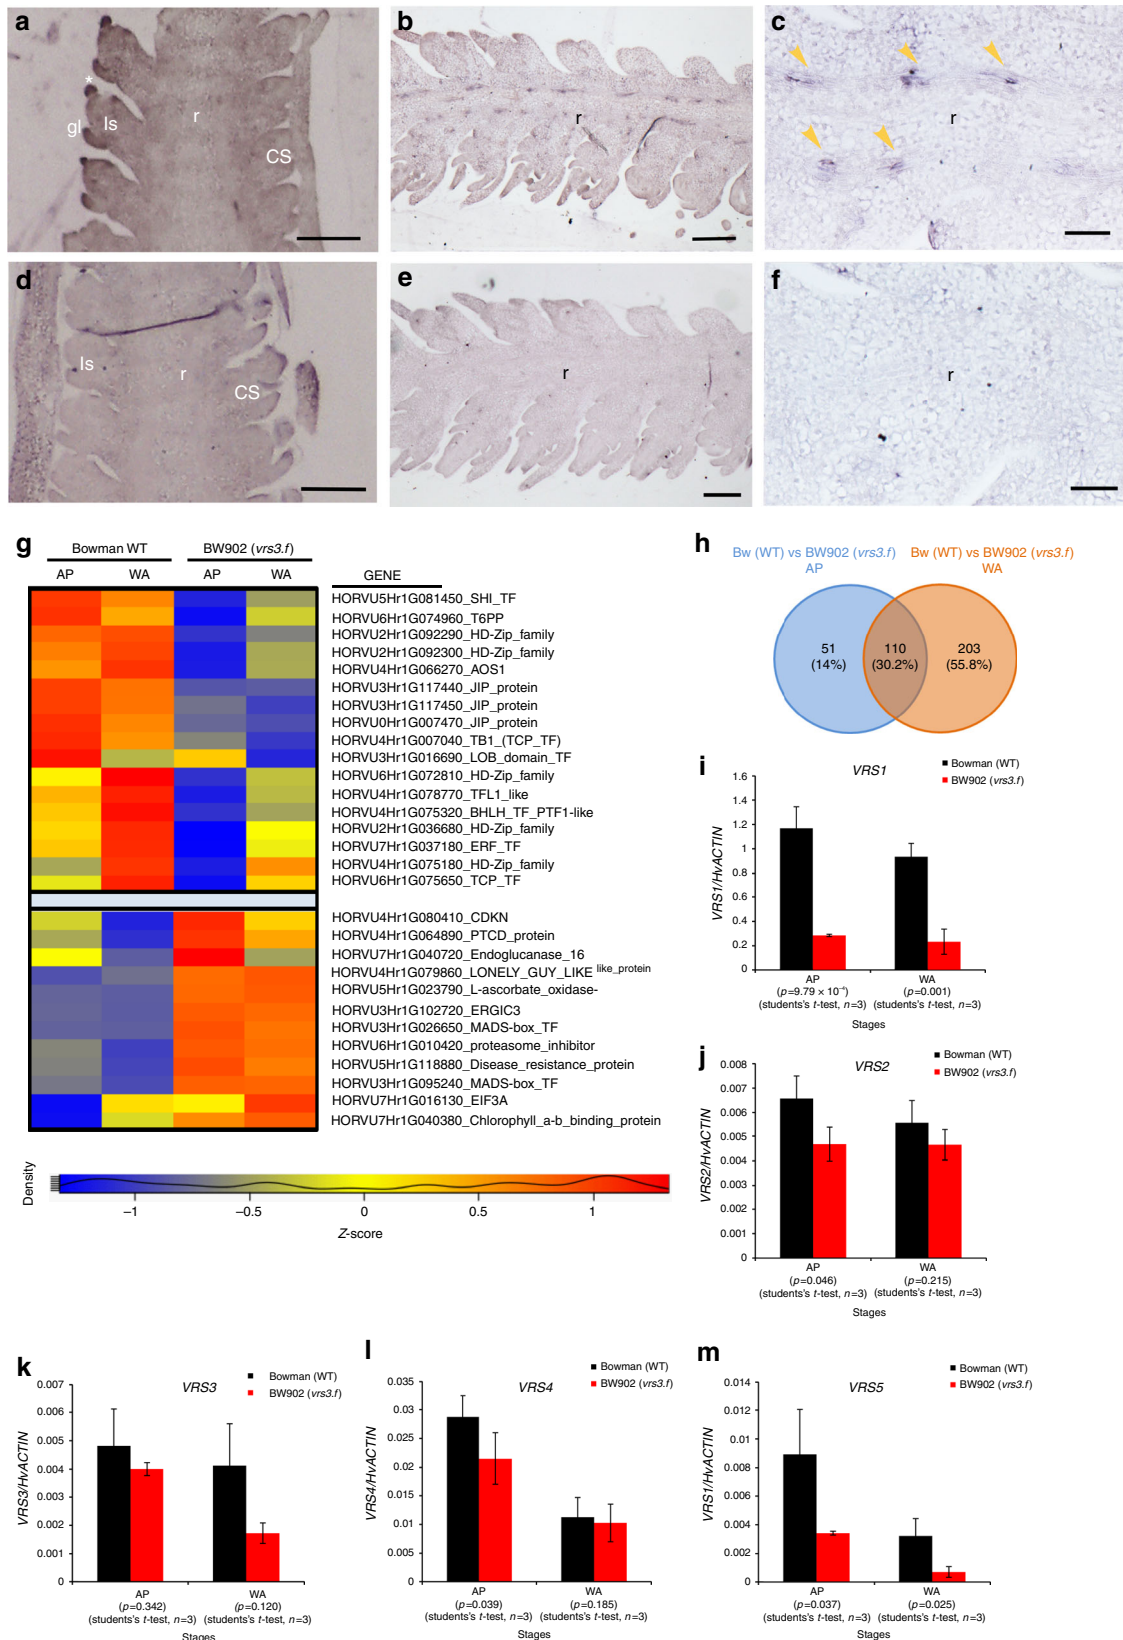 a
*
gl
ls
r
CS
b
r
c
r
d
ls
r
CS
e
r
f
r
g
Bowman WT
BW902 (vrs3.f)
AP
WA
AP
WA
GENE
HORVU5Hr1G081450_SHI_TF
HORVU6Hr1G074960_T6PP
HORVU2Hr1G092290_HD-Zip_family
HORVU2Hr1G092300_HD-Zip_family
HORVU4Hr1G066270_AOS1
HORVU3Hr1G117440_JIP_protein
HORVU3Hr1G117450_JIP_protein
HORVU0Hr1G007470_JIP_protein
HORVU4Hr1G007040_TB1_(TCP_TF)
HORVU3Hr1G016690_LOB_domain_TF
HORVU6Hr1G072810_HD-Zip_family
HORVU4Hr1G078770_TFL1_like
HORVU4Hr1G075320_BHLH_TF_PTF1-like
HORVU2Hr1G036680_HD-Zip_family
HORVU7Hr1G037180_ERF_TF
HORVU4Hr1G075180_HD-Zip_family
HORVU6Hr1G075650_TCP_TF
HORVU4Hr1G080410_CDKN
HORVU4Hr1G064890_PTCD_protein
HORVU7Hr1G040720_Endoglucanase_16
HORVU4Hr1G079860_LONELY_GUY_LIKE like_protein
HORVU5Hr1G023790_L-ascorbate_oxidase-
HORVU3Hr1G102720_ERGIC3
HORVU3Hr1G026650_MADS-box_TF
HORVU6Hr1G010420_proteasome_inhibitor
HORVU5Hr1G118880_Disease_resistance_protein
HORVU3Hr1G095240_MADS-box_TF
HORVU7Hr1G016130_EIF3A
HORVU7Hr1G040380_Chlorophyll_a-b_binding_protein
Density
−1
−0.5
0
0.5
1
Z-score
h
Bw (WT) vs BW902 (vrs3.f)
AP
Bw (WT) vs BW902 (vrs3.f)
WA
51
(14%)
110
(30.2%)
203
(55.8%)
i
VRS1
Bowman (WT)
BW902 (vrs3.f)
VRS1/HvACTIN
1.6
1.4
1.2
1
0.8
0.6
0.4
0.2
0
AP
(p=9.79 × 10⁻⁴)
(students's t-test, n=3)
WA
(p=0.001)
(students's t-test, n=3)
Stages
j
VRS2
Bowman (WT)
BW902 (vrs3.f)
VRS2/HvACTIN
0.008
0.007
0.006
0.005
0.004
0.003
0.002
0.001
0
AP
(p=0.046)
(students's t-test, n=3)
WA
(p=0.215)
(students's t-test, n=3)
Stages
k
VRS3
Bowman (WT)
BW902 (vrs3.f)
VRS3/HvACTIN
0.007
0.006
0.005
0.004
0.003
0.002
0.001
0
AP
(p=0.342)
(students's t-test, n=3)
WA
(p=0.120)
(students's t-test, n=3)
Stages
l
VRS4
Bowman (WT)
BW902 (vrs3.f)
VRS4/HvACTIN
0.035
0.03
0.025
0.02
0.015
0.01
0.005
0
AP
(p=0.039)
(students's t-test, n=3)
WA
(p=0.185)
(students's t-test, n=3)
Stages
m
VRS5
Bowman (WT)
BW902 (vrs3.f)
VRS1/HvACTIN
0.014
0.012
0.01
0.008
0.006
0.004
0.002
0
AP
(p=0.037)
(students's t-test, n=3)
WA
(p=0.025)
(students's t-test, n=3)
Stages